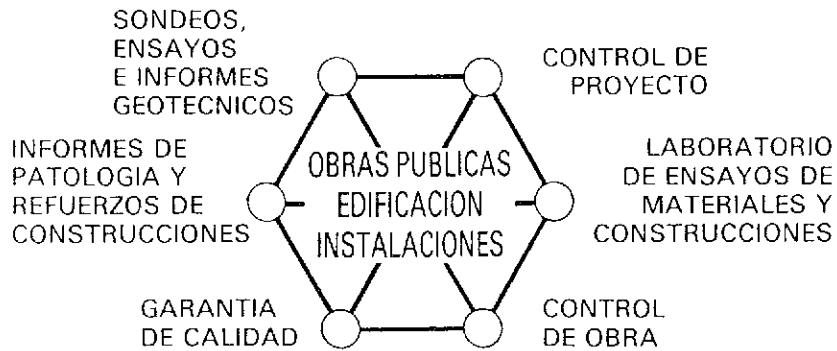 SONDEOS,
ENSAYOS
E INFORMES
GEOTECNICOS
CONTROL DE
PROYECTO
INFORMES DE
PATOLOGIA Y
REFUERZOS DE
CONSTRUCCIONES
OBRAS PUBLICAS
EDIFICACION
INSTALACIONES
LABORATORIO
DE ENSAYOS DE
MATERIALES Y
CONSTRUCCIONES
GARANTIA
DE CALIDAD
CONTROL
DE OBRA